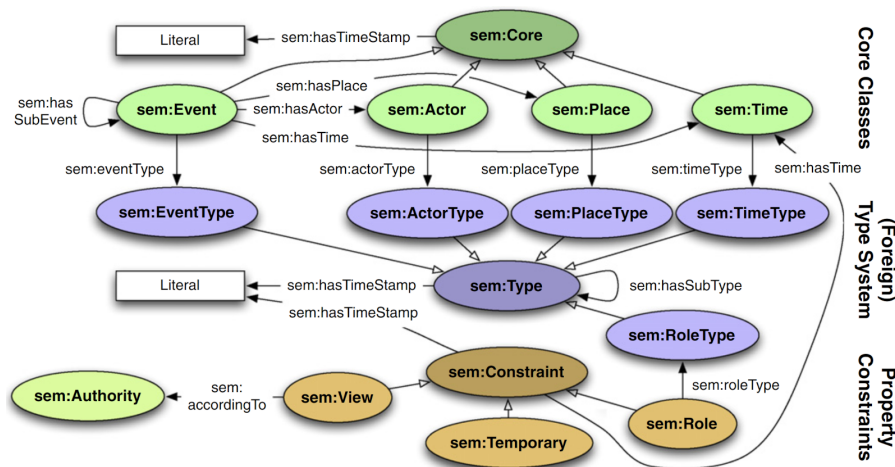 Literal
sem:hasTimeStamp
sem:Core
Core Classes
sem:has
SubEvent
sem:Event
sem:hasPlace
sem:hasActor
sem:hasTime
sem:Actor
sem:Place
sem:Time
sem:eventType
sem:actorType
sem:placeType
sem:timeType
sem:hasTime
sem:EventType
sem:ActorType
sem:PlaceType
sem:TimeType
(Foreign)
Type System
Literal
sem:hasTimeStamp
sem:Type
sem:hasSubType
sem:hasTimeStamp
sem:RoleType
sem:Authority
sem:
accordingTo
sem:View
sem:Constraint
sem:roleType
sem:Temporary
sem:Role
Property
Constraints